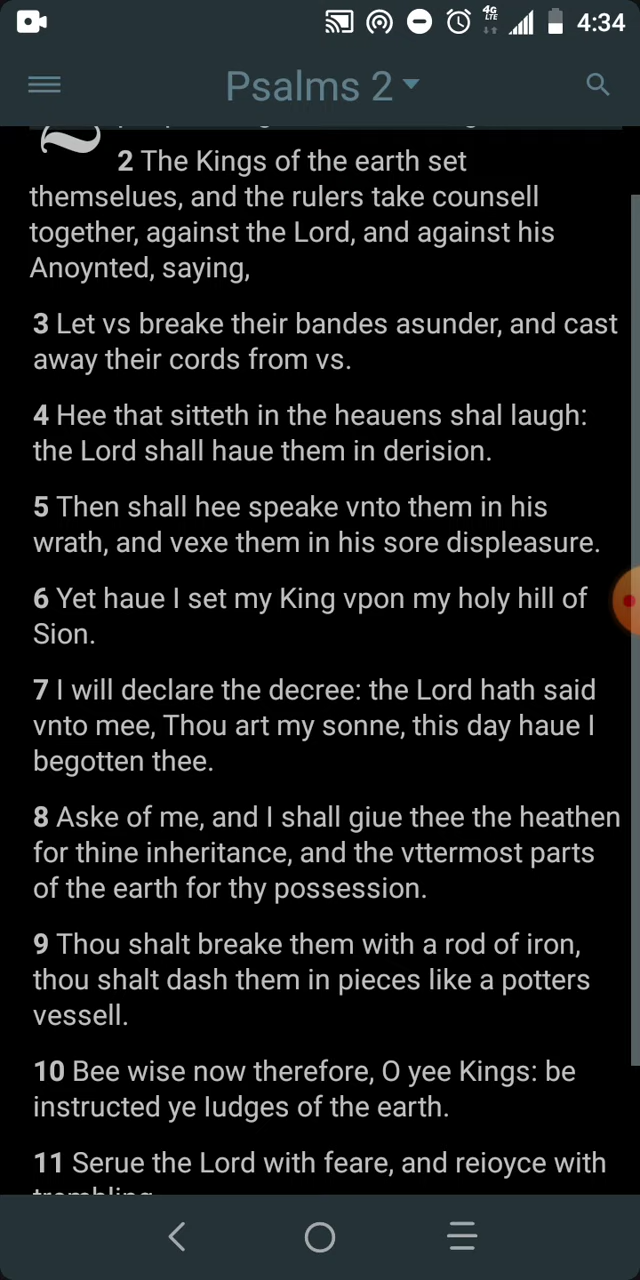 4G
LTE
4:34
Psalms 2
2 The Kings of the earth set
themselues, and the rulers take counsell
together, against the Lord, and against his
Anoynted, saying,
3 Let vs breake their bandes asunder, and cast
away their cords from vs.
4 Hee that sitteth in the heauens shal laugh:
the Lord shall haue them in derision.
5 Then shall hee speake vnto them in his
wrath, and vexe them in his sore displeasure.
6 Yet haue I set my King vpon my holy hill of
Sion.
7 I will declare the decree: the Lord hath said
vnto mee, Thou art my sonne, this day haue I
begotten thee.
8 Aske of me, and I shall giue thee the heathen
for thine inheritance, and the vttermost parts
of the earth for thy possession.
9 Thou shalt breake them with a rod of iron,
thou shalt dash them in pieces like a potters
vessell.
10 Bee wise now therefore, O yee Kings: be
instructed ye Iudges of the earth.
11 Serue the Lord with feare, and reioyce with